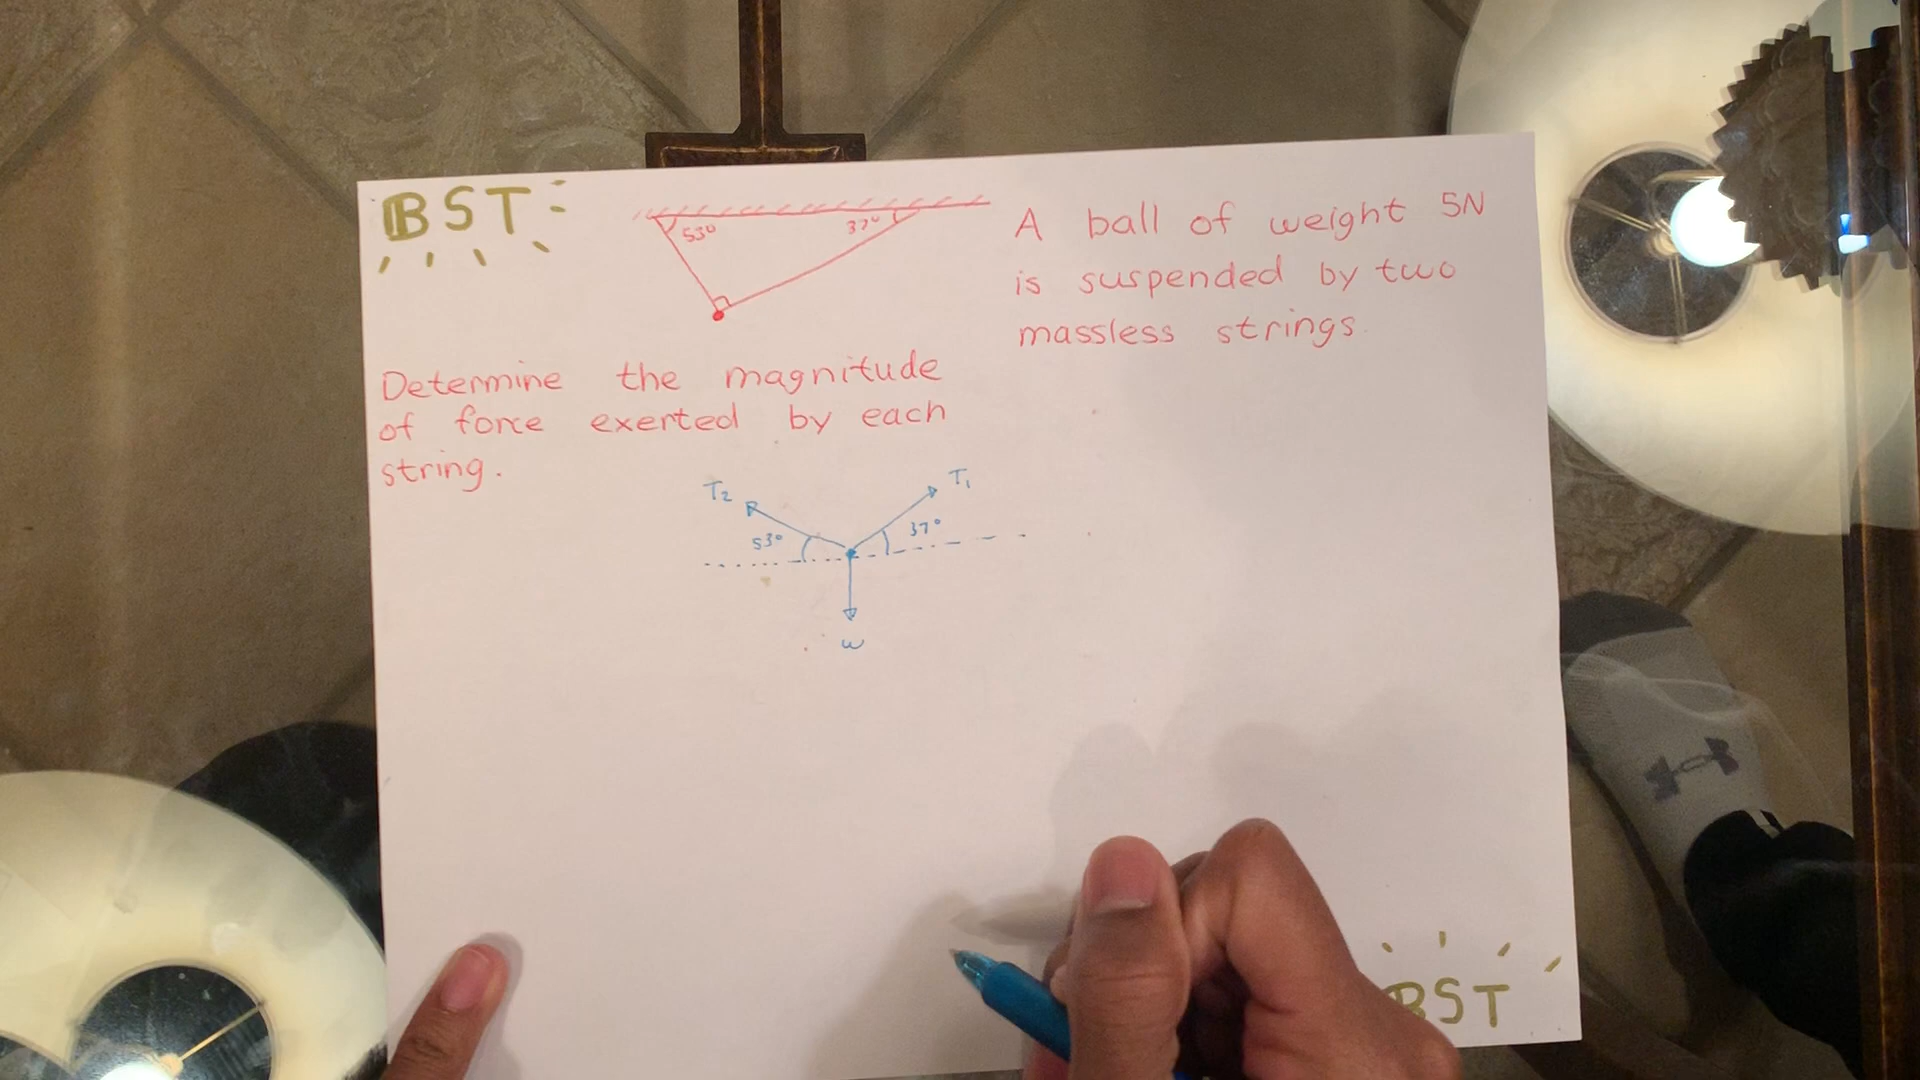 BST
53°
37°
A ball of weight 5N
is suspended by two
massless strings.
Determine the magnitude
of force exerted by each
string.
T₂
T₁
53°
37°
w
BST